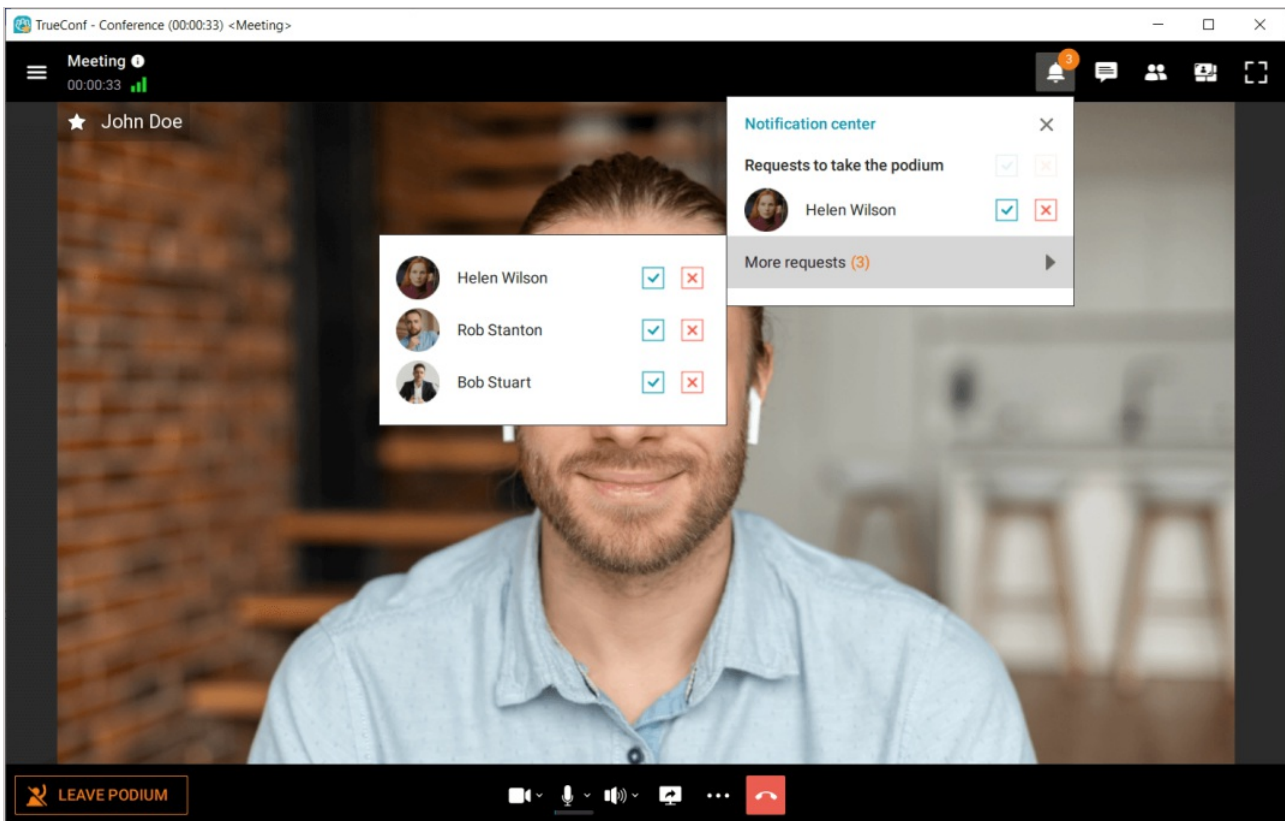 TrueConf - Conference (00:00:33) <Meeting>
Meeting
00:00:33
3
John Doe
Notification center
Requests to take the podium
Helen Wilson
More requests (3)
Helen Wilson
Rob Stanton
Bob Stuart
LEAVE PODIUM